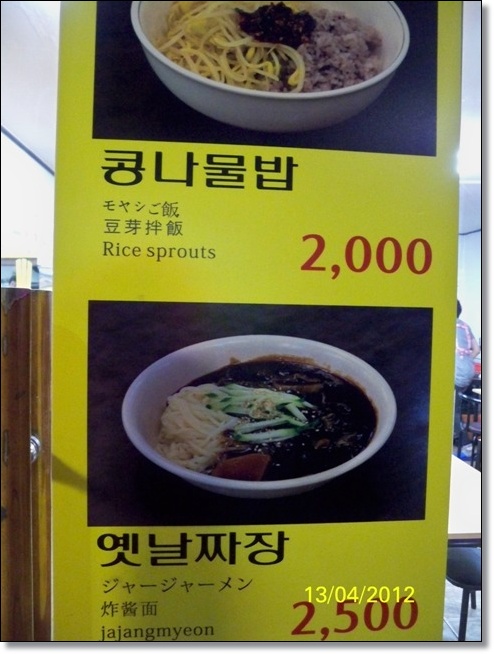 콩나물밥
モヤシご飯
豆芽拌飯
Rice sprouts
2,000
옛날짜장
ジャージャーメン
炸酱面
jajangmyeon
13/04/2012
2,500